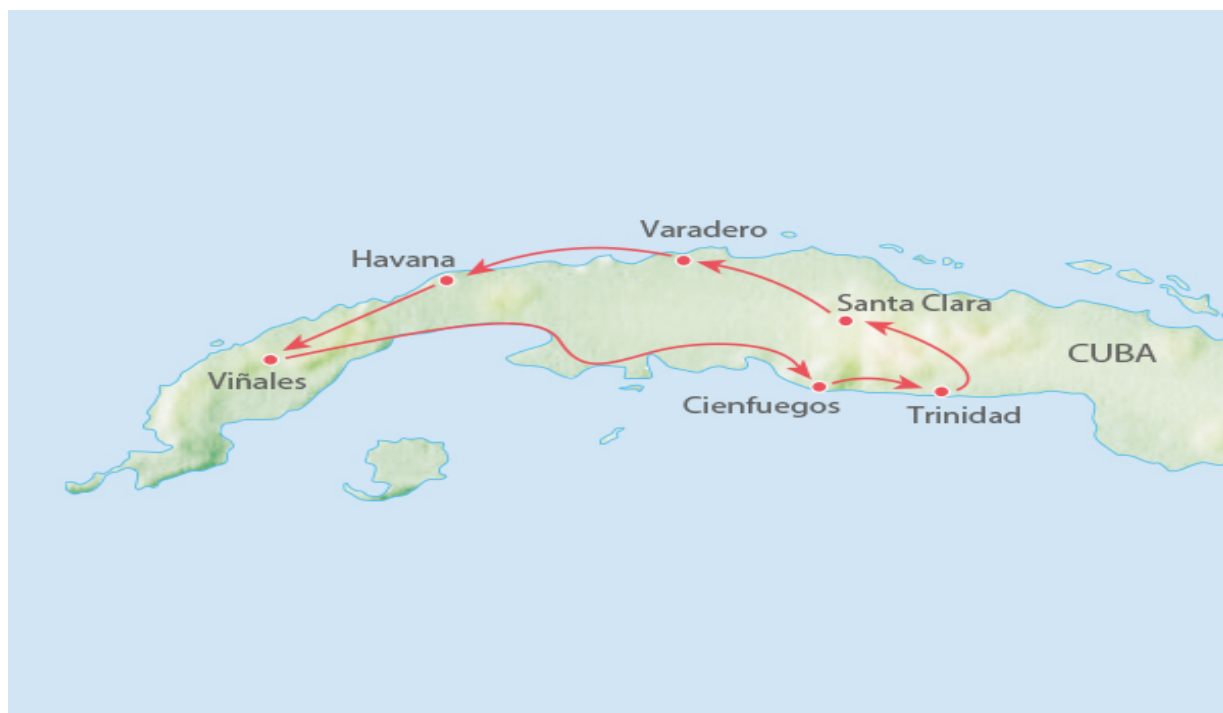 Varadero
Havana
Santa Clara
CUBA
Viñales
Cienfuegos
Trinidad